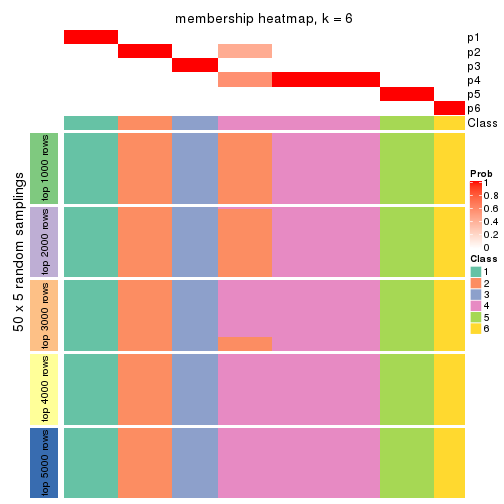 membership heatmap, k = 6
p1
p2
p3
p4
p5
p6
Class
50 x 5 random samplings
top 1000 rows
top 2000 rows
top 3000 rows
top 4000 rows
top 5000 rows
Prob
1
0.8
0.6
0.4
0.2
0
Class
1
2
3
4
5
6